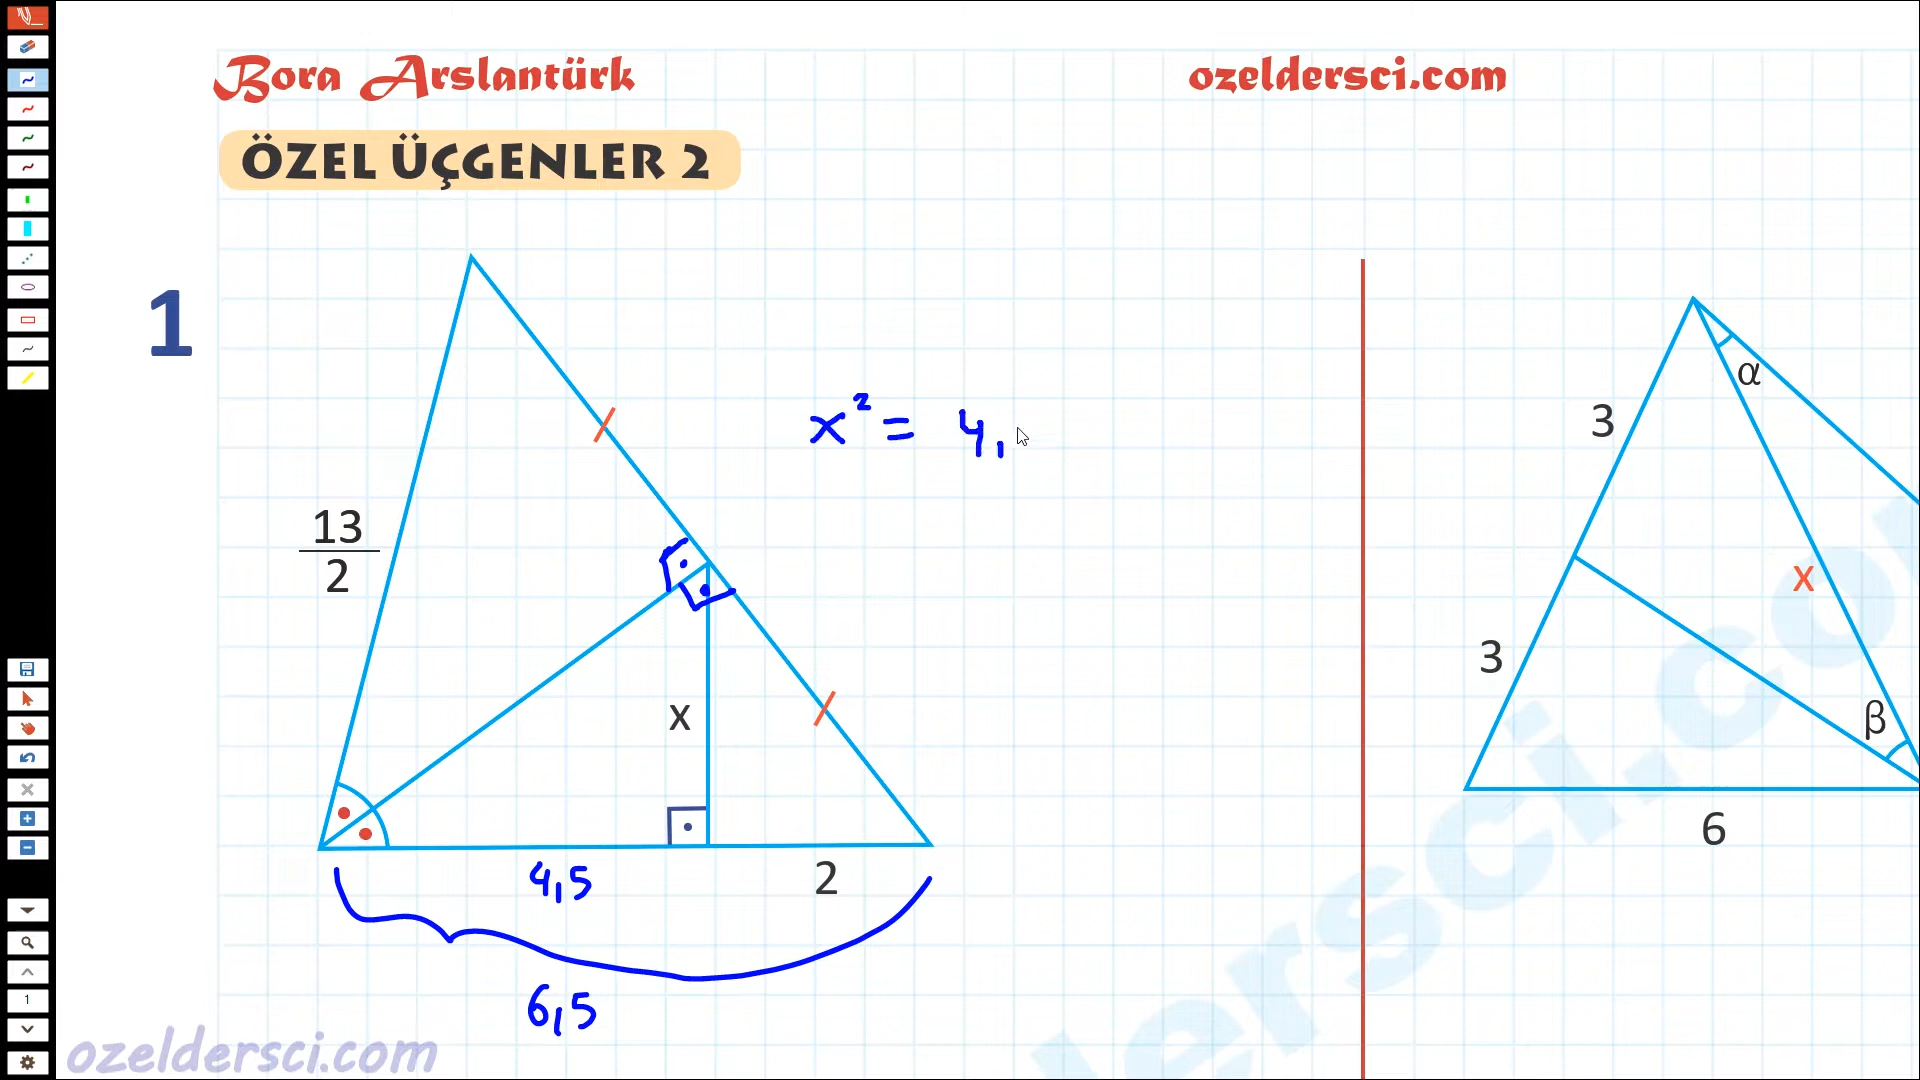 Bora Arslantürk
ozeldersci.com
ÖZEL ÜÇGENLER 2
1
13
2
x
4,5
2
6,5
x² = 4,
3
α
x
3
β
6
ozeldersci.com
1